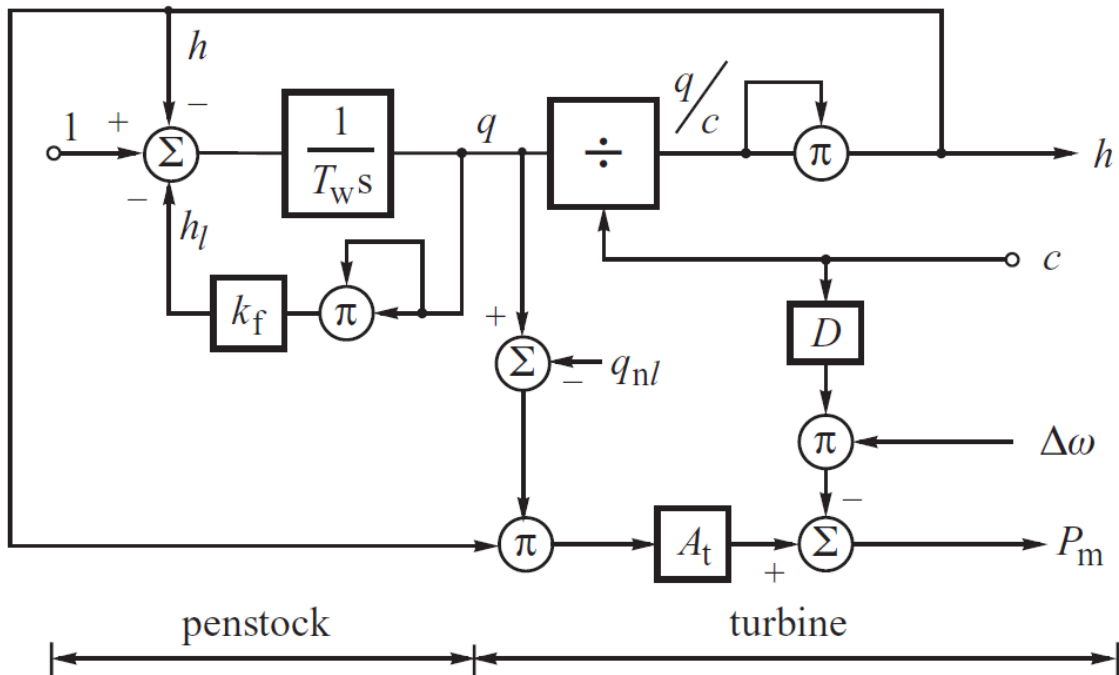 h
−
1
+
Σ
−
1
T_w s
q
÷
q/c
π
h
h_l
k_f
π
c
+
Σ
−
q_nl
D
π
Δω
−
π
A_t
+
Σ
P_m
penstock
turbine